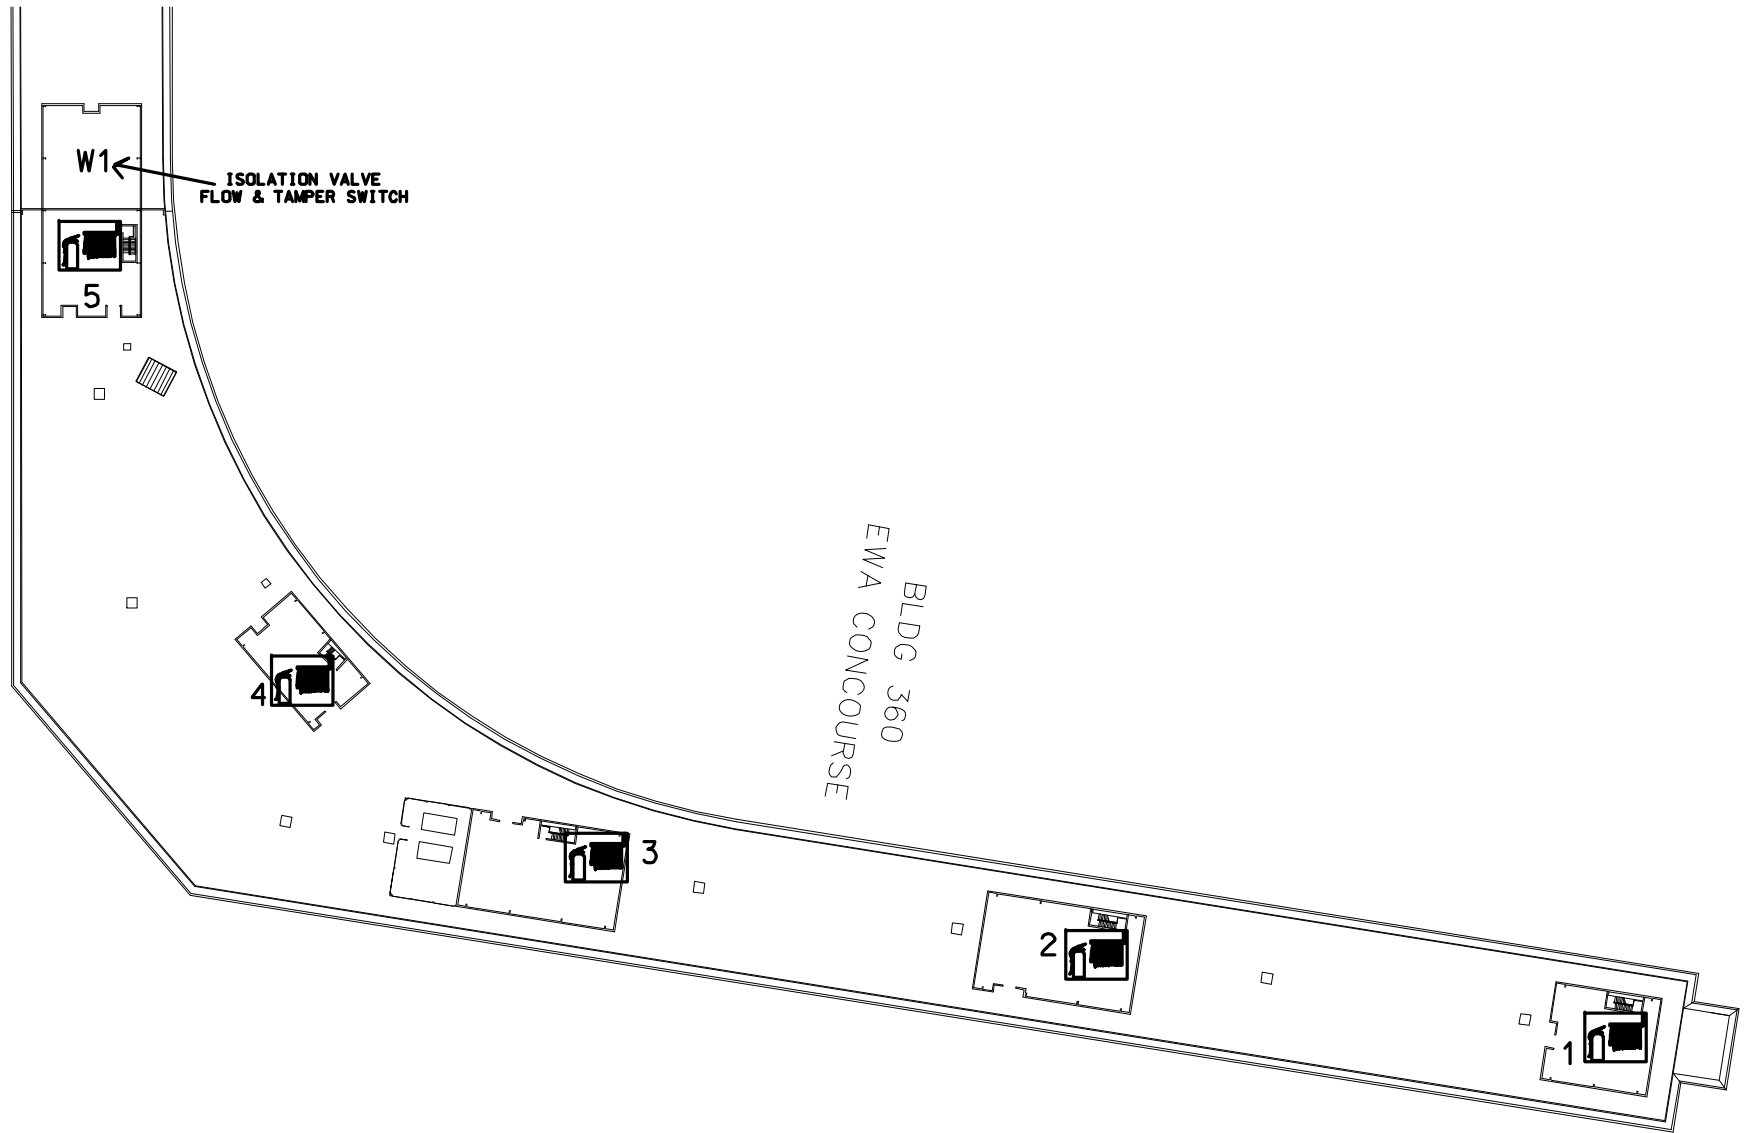 W1
ISOLATION VALVE
FLOW & TAMPER SWITCH
5
BLDG 360
EWA CONCOURSE
4
3
2
1